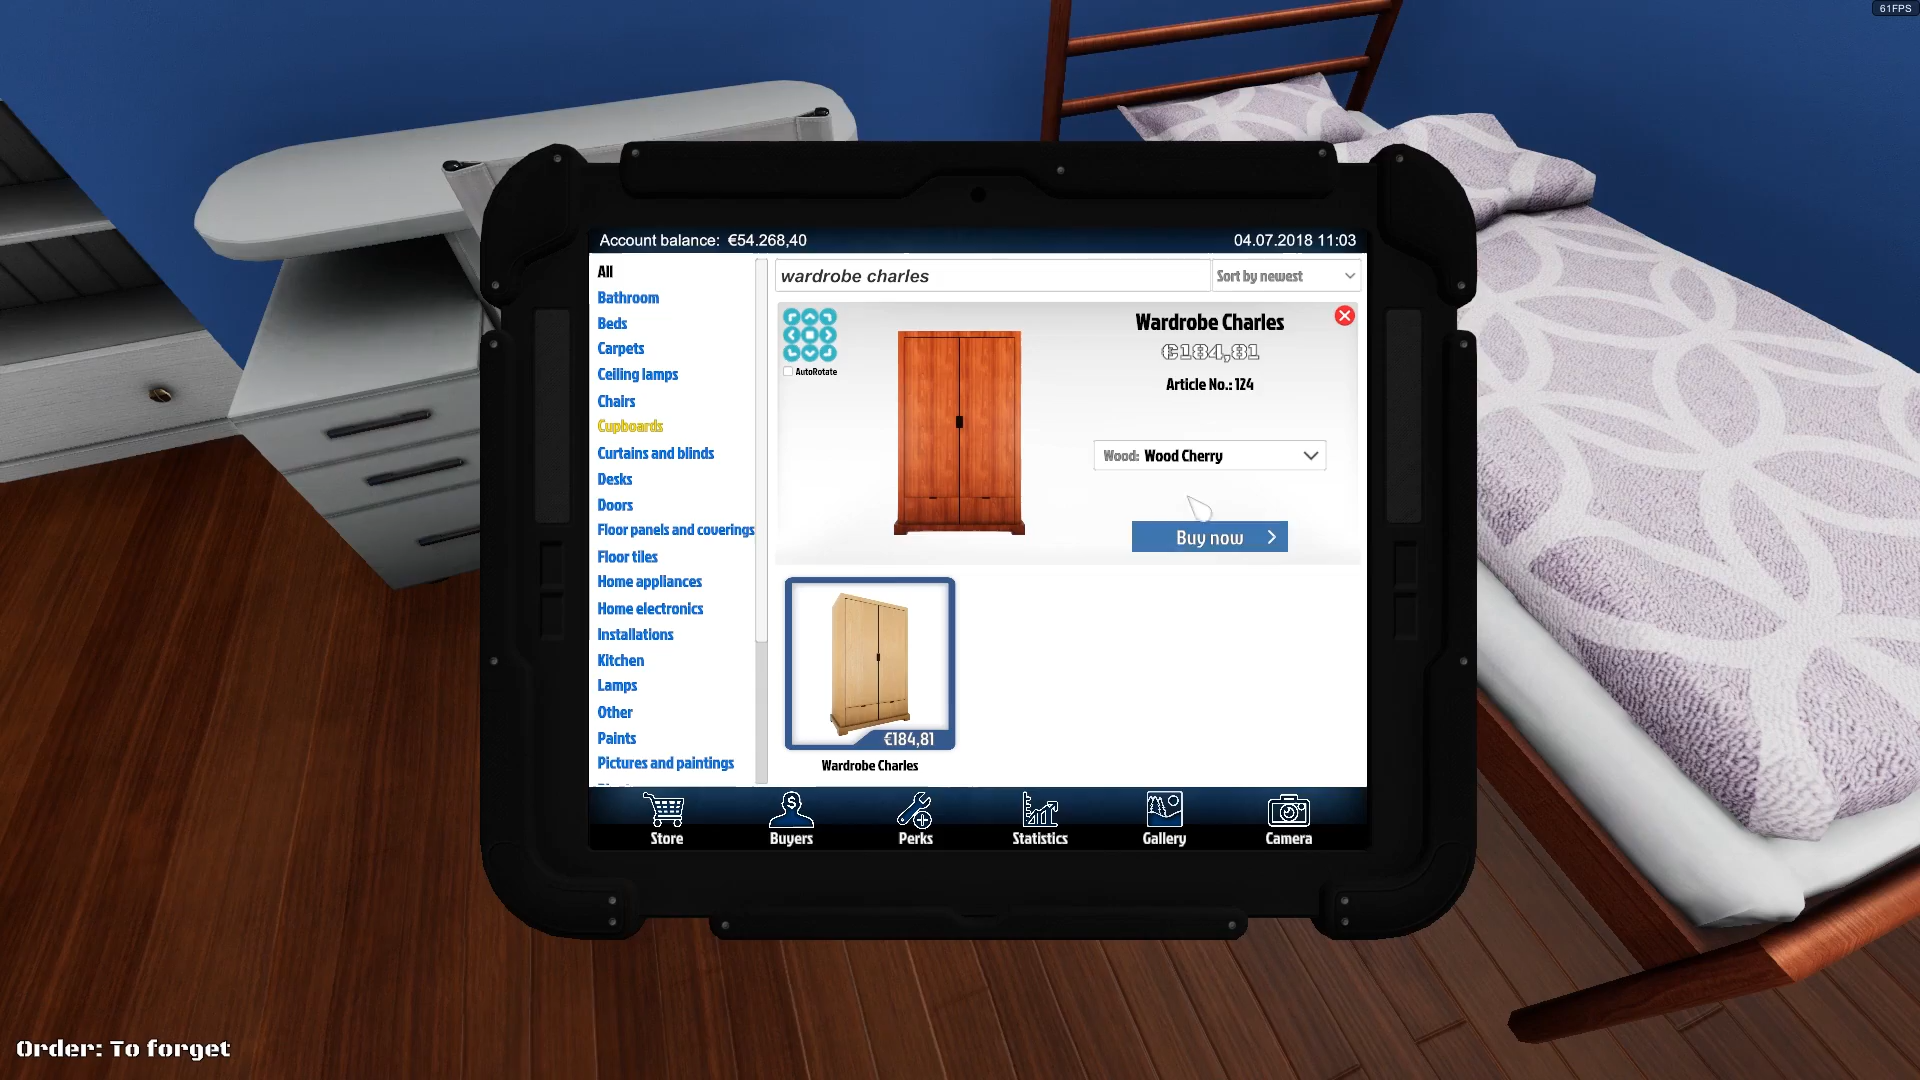 61FPS
Account balance: €54.268,40
04.07.2018 11:03
All
Bathroom
Beds
Carpets
Ceiling lamps
Chairs
Cupboards
Curtains and blinds
Desks
Doors
Floor panels and coverings
Floor tiles
Home appliances
Home electronics
Installations
Kitchen
Lamps
Other
Paints
Pictures and paintings
wardrobe charles
Sort by newest
AutoRotate
Wardrobe Charles
€184,81
Article No.: 124
Wood: Wood Cherry
Buy now
€184,81
Wardrobe Charles
Store
Buyers
Perks
Statistics
Gallery
Camera
Order: To forget